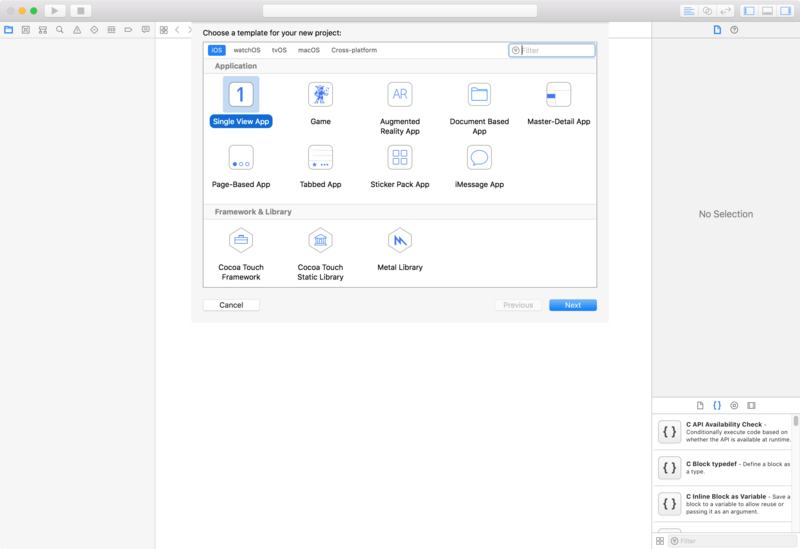 Choose a template for your new project:
iOS watchOS tvOS macOS Cross-platform Filter
Application
1 AR
Single View App Game Augmented Reality App Document Based App Master-Detail App
Page-Based App Tabbed App Sticker Pack App iMessage App
Framework & Library
Cocoa Touch Framework Cocoa Touch Static Library Metal Library
Cancel Previous Next
No Selection
{ }
{ } C API Availability Check -
Conditionally execute code based on
whether the API is available at runtime.
{ } C Block typedef - Define a block as
a type.
{ } C Inline Block as Variable - Save a
block to a variable to allow reuse or
passing it as an argument.
Filter